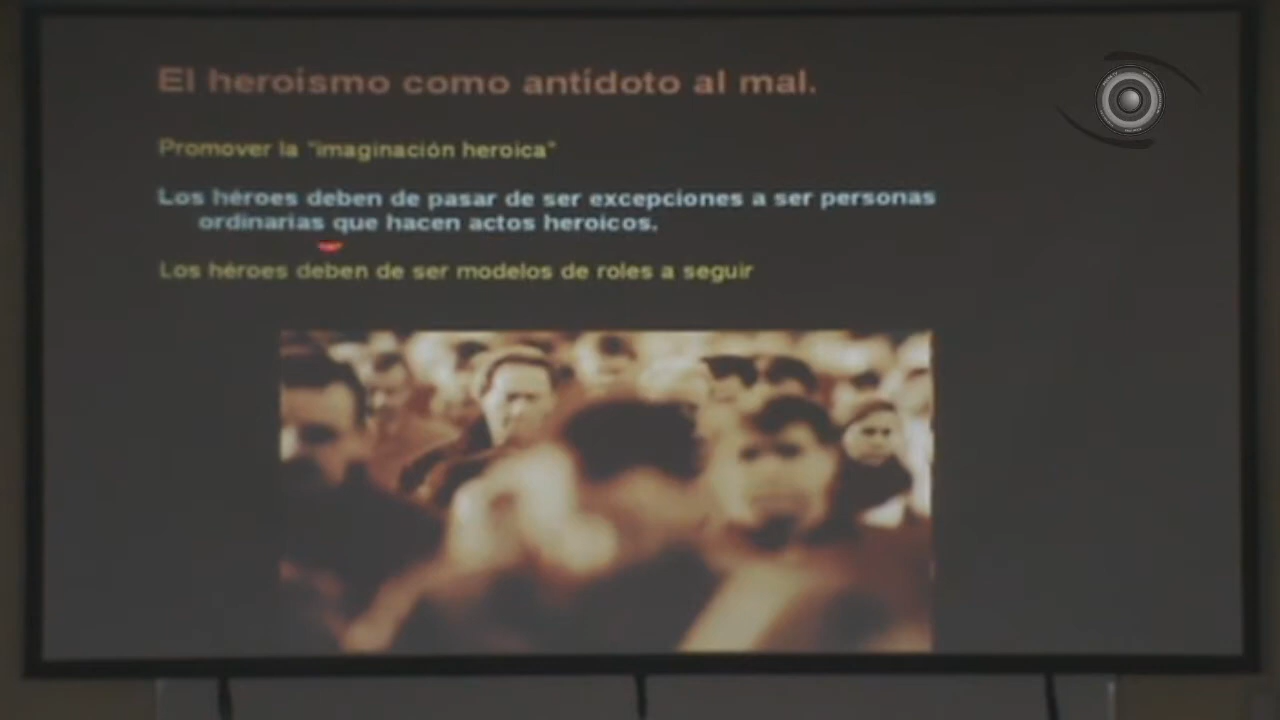 El heroísmo como antídoto al mal.
Promover la "imaginación heroica"
Los héroes deben de pasar de ser excepciones a ser personas
ordinarias que hacen actos heroicos.
Los héroes deben de ser modelos de roles a seguir